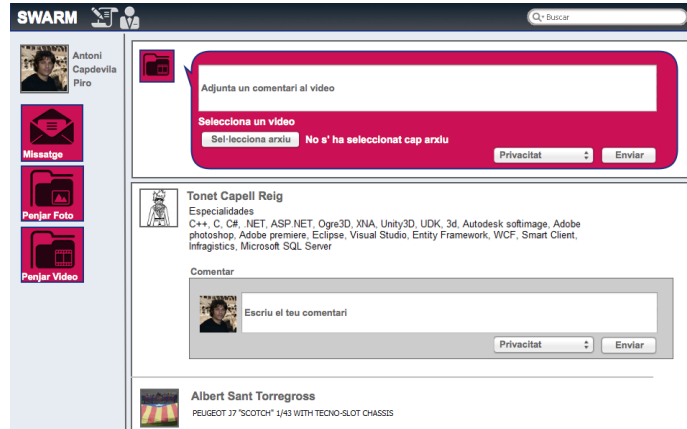 SWARM
Buscar
Antoni
Capdevila
Piro
Missatge
Penjar Foto
Penjar Video
Adjunta un comentari al video
Selecciona un video
Sel·lecciona arxiu No s' ha seleccionat cap arxiu
Privacitat Enviar
Tonet Capell Reig
Especialidades
C++, C, C#, .NET, ASP.NET, Ogre3D, XNA, Unity3D, UDK, 3d, Autodesk softimage, Adobe
photoshop, Adobe premiere, Eclipse, Visual Studio, Entity Framework, WCF, Smart Client,
Infragistics, Microsoft SQL Server
Comentar
Escriu el teu comentari
Privacitat Enviar
Albert Sant Torregross
PEUGEOT J7 "SCOTCH" 1/43 WITH TECNO-SLOT CHASSIS